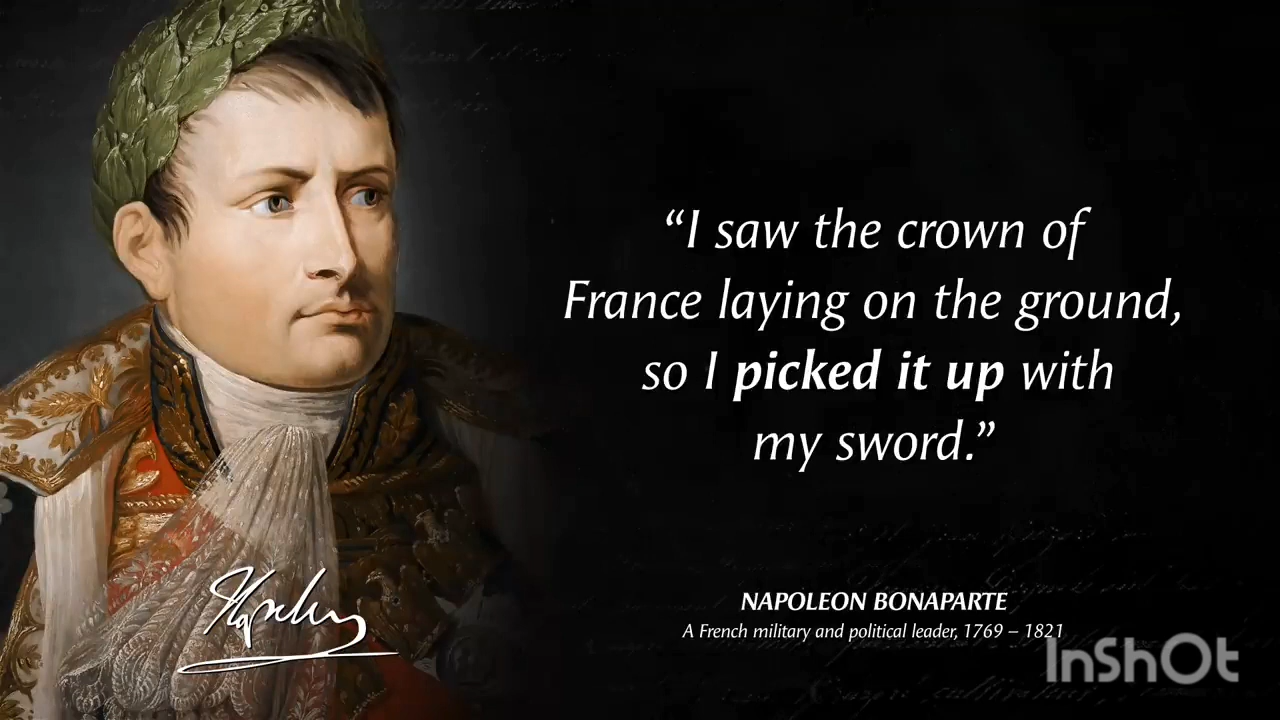 “I saw the crown of
France laying on the ground,
so I picked it up with
my sword.”
NAPOLEON BONAPARTE
A French military and political leader, 1769 – 1821
InShOt